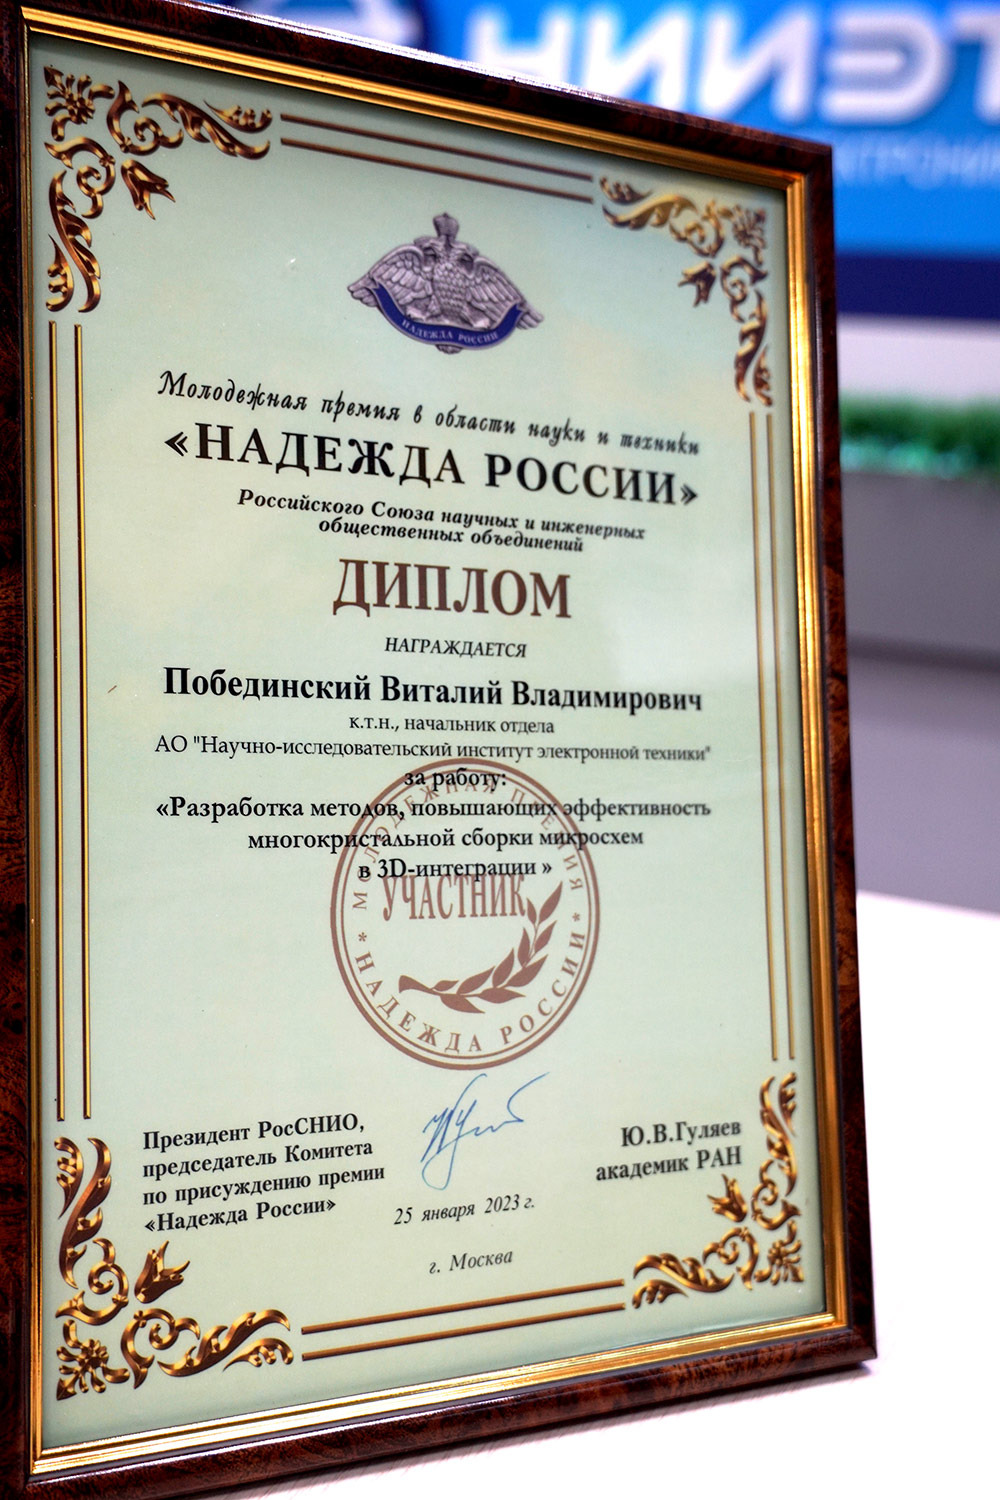 НИИЭТ
НАДЕЖДА РОССИИ
Молодежная премия в области науки и техники
«НАДЕЖДА РОССИИ»
Российского Союза научных и инженерных
общественных объединений
ДИПЛОМ
НАГРАЖДАЕТСЯ
Побединский Виталий Владимирович
к.т.н., начальник отдела
АО "Научно-исследовательский институт электронной техники"
за работу:
«Разработка методов, повышающих эффективность
многокристальной сборки микросхем
в 3D-интеграции »
МОЛОДЕЖНАЯ ПРЕМИЯ
УЧАСТНИК
* НАДЕЖДА РОССИИ *
Президент РосСНИО,
председатель Комитета
по присуждению премии
«Надежда России»
Ю.В.Гуляев
академик РАН
25 января 2023 г.
г. Москва